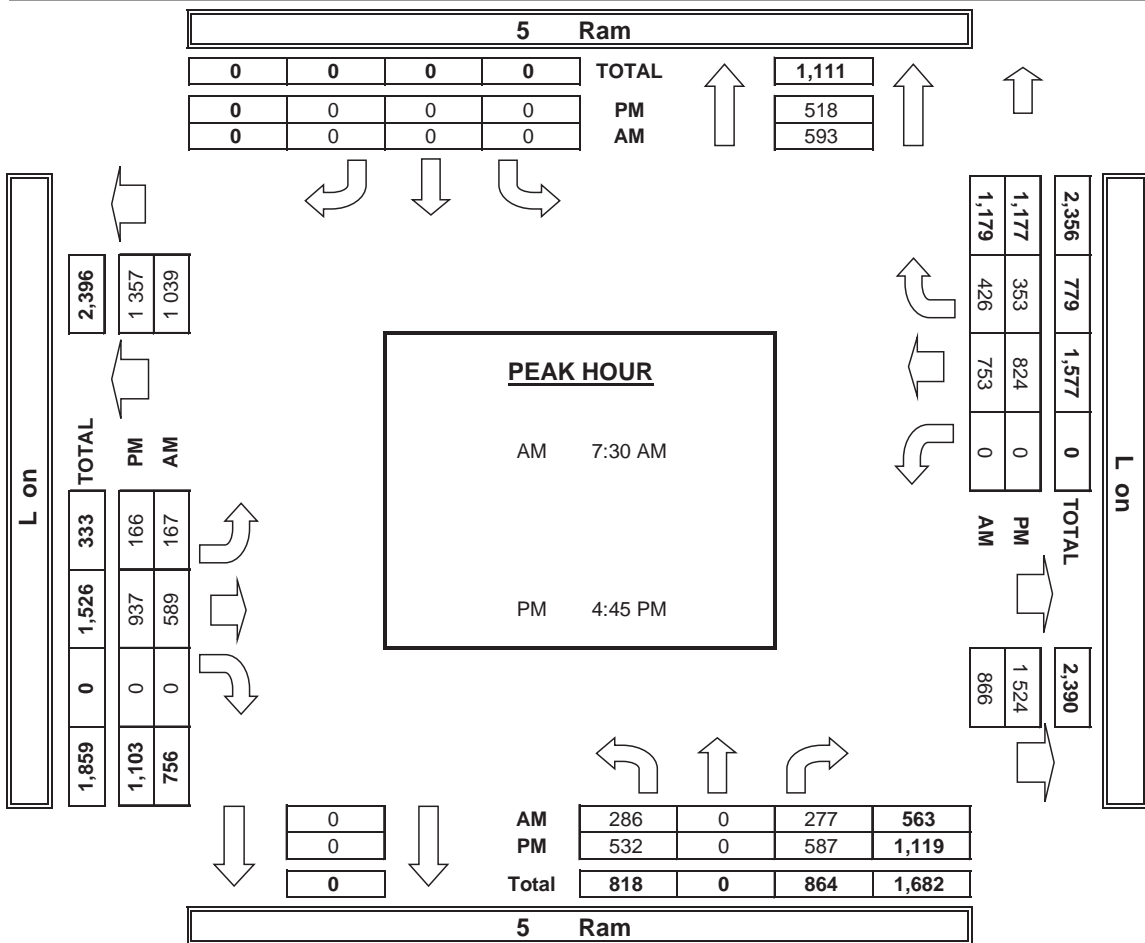 5 Ram
0 0 0 0 TOTAL 1,111
0 0 0 0 PM 518
0 0 0 0 AM 593
L on
2,396 1 357 1 039
TOTAL PM AM
333 166 167
1,526 937 589
0 0 0
1,859 1,103 756
PEAK HOUR
AM 7:30 AM
PM 4:45 PM
1,179 1,177 2,356
426 353 779
753 824 1,577
0 0 0
AM PM TOTAL
866 1 524 2,390
L on
0 AM 286 0 277 563
0 PM 532 0 587 1,119
0 Total 818 0 864 1,682
5 Ram